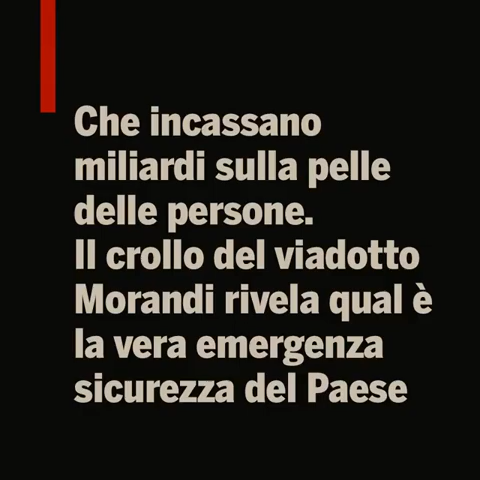 Che incassano
miliardi sulla pelle
delle persone.
Il crollo del viadotto
Morandi rivela qual è
la vera emergenza
sicurezza del Paese